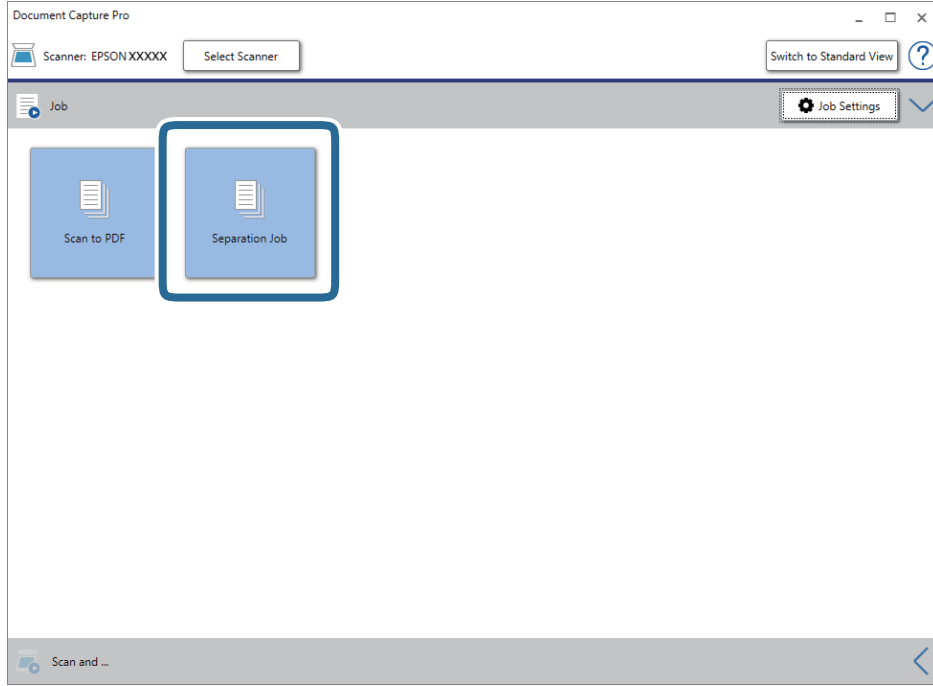 Document Capture Pro
Scanner: EPSON XXXXX
Select Scanner
Switch to Standard View
?
Job
Job Settings
Scan to PDF
Separation Job
Scan and ...